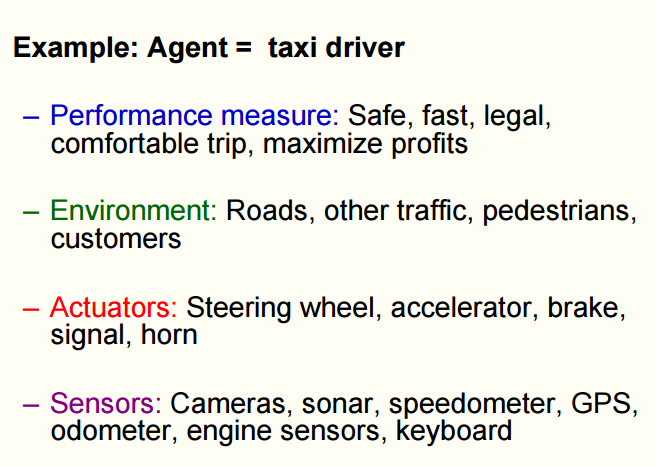 Example: Agent = taxi driver
– Performance measure: Safe, fast, legal,
comfortable trip, maximize profits
– Environment: Roads, other traffic, pedestrians,
customers
– Actuators: Steering wheel, accelerator, brake,
signal, horn
– Sensors: Cameras, sonar, speedometer, GPS,
odometer, engine sensors, keyboard